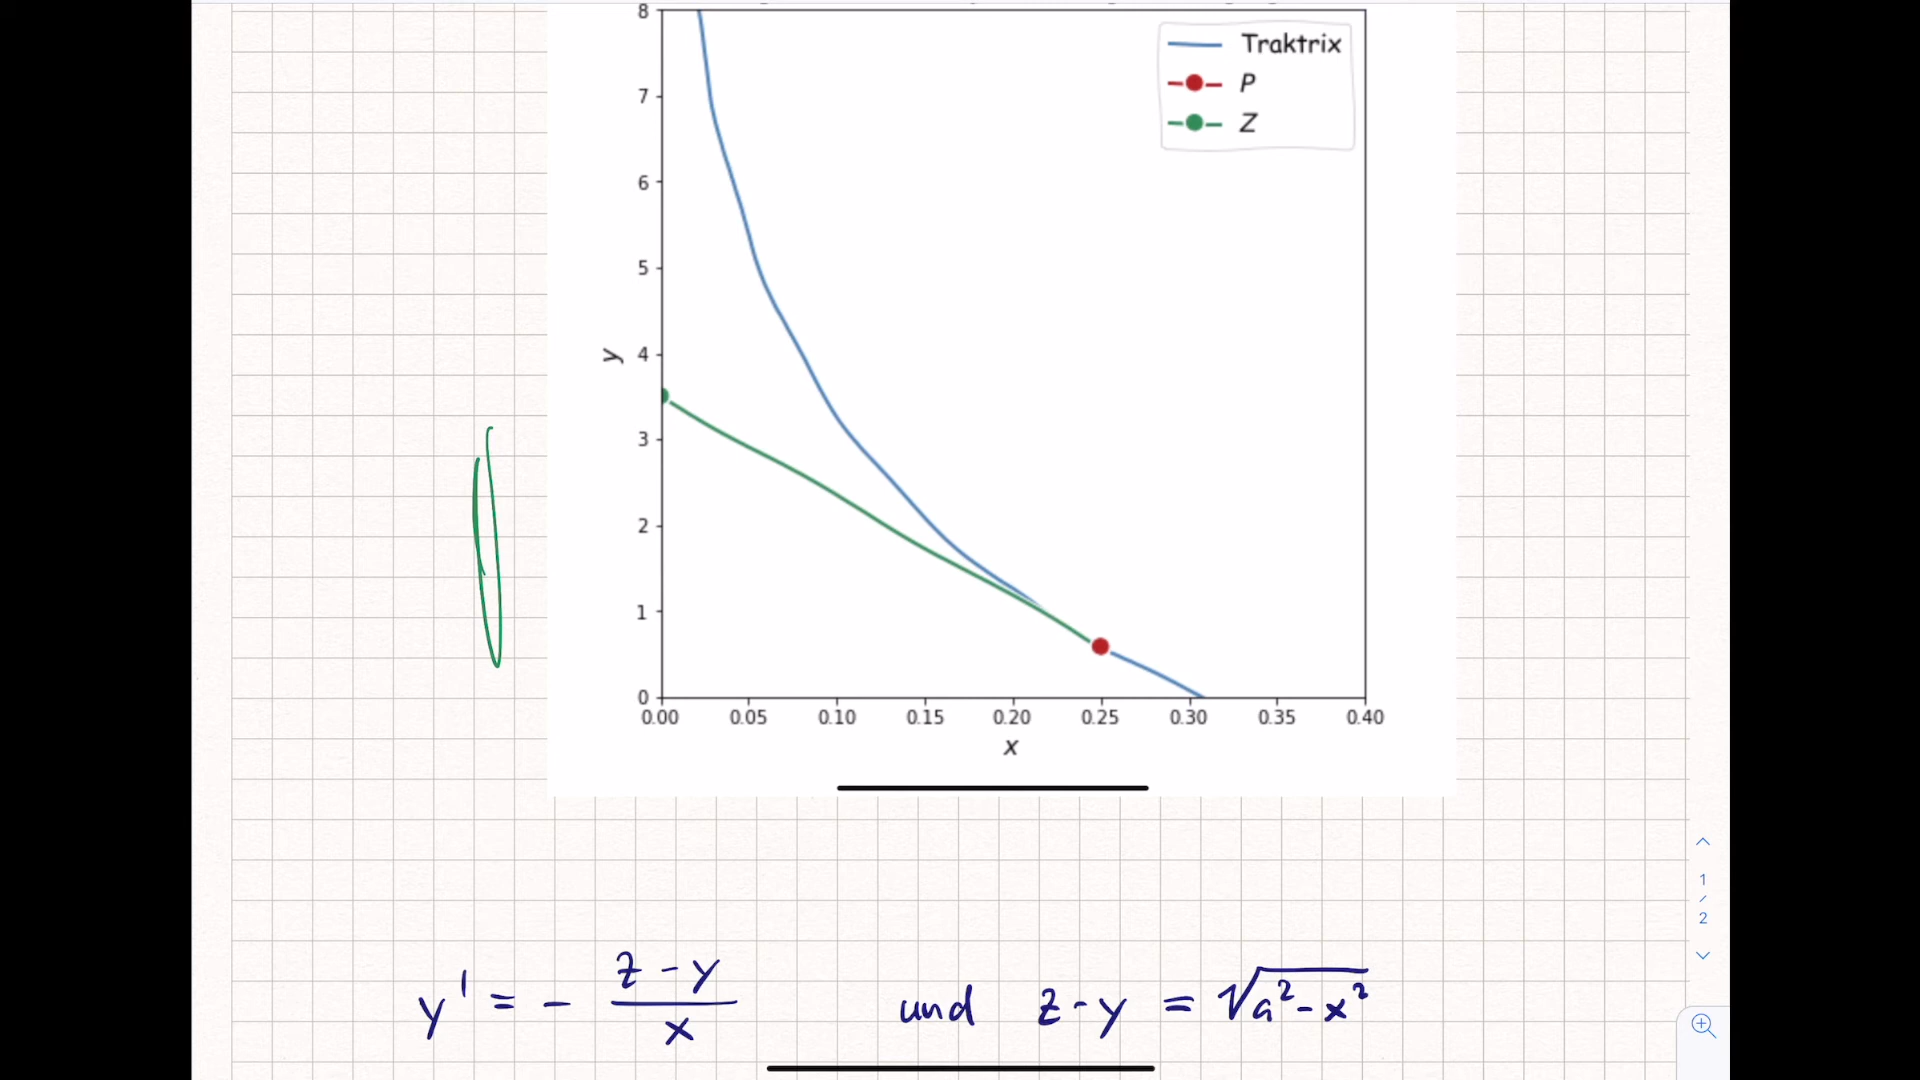 8
Traktrix
P
Z
7
6
5
4
3
2
1
0
y
0.00 0.05 0.10 0.15 0.20 0.25 0.30 0.35 0.40
x
1
/
2
y' = - z-y / x und z-y = √a²-x²